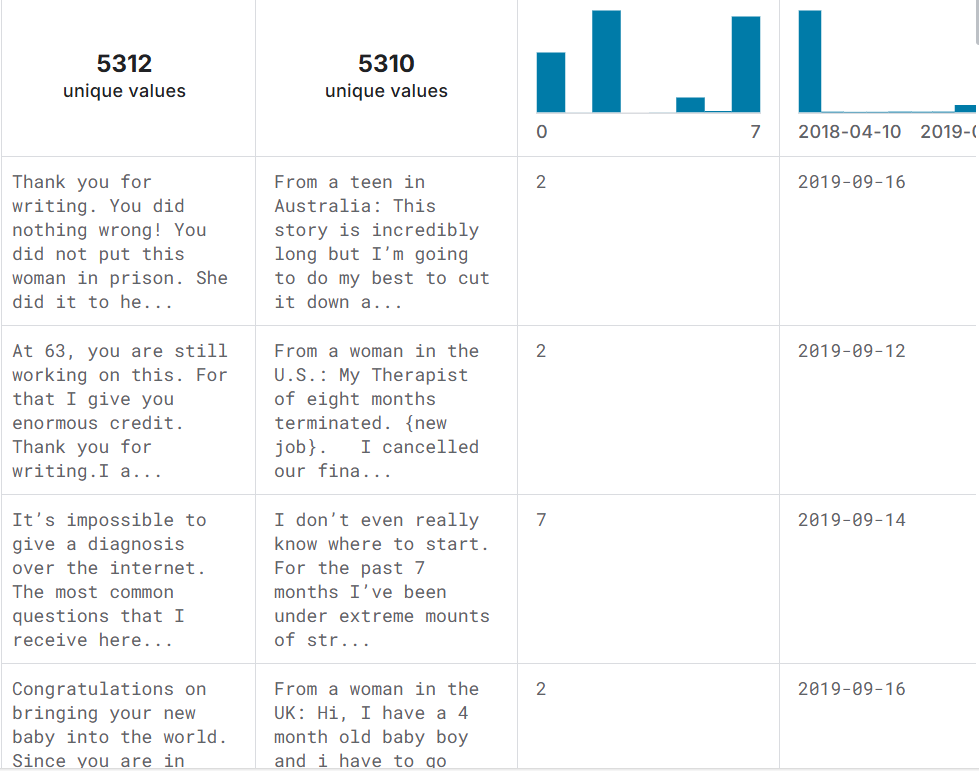 5312
unique values
5310
unique values
0
7
2018-04-10
2019-0
Thank you for
writing. You did
nothing wrong! You
did not put this
woman in prison. She
did it to he...
From a teen in
Australia: This
story is incredibly
long but I’m going
to do my best to cut
it down a...
2
2019-09-16
At 63, you are still
working on this. For
that I give you
enormous credit.
Thank you for
writing.I a...
From a woman in the
U.S.: My Therapist
of eight months
terminated. {new
job}.   I cancelled
our fina...
2
2019-09-12
It’s impossible to
give a diagnosis
over the internet.
The most common
questions that I
receive here...
I don’t even really
know where to start.
For the past 7
months I’ve been
under extreme mounts
of str...
7
2019-09-14
Congratulations on
bringing your new
baby into the world.
Since you are in
From a woman in the
UK: Hi, I have a 4
month old baby boy
and i have to go
2
2019-09-16